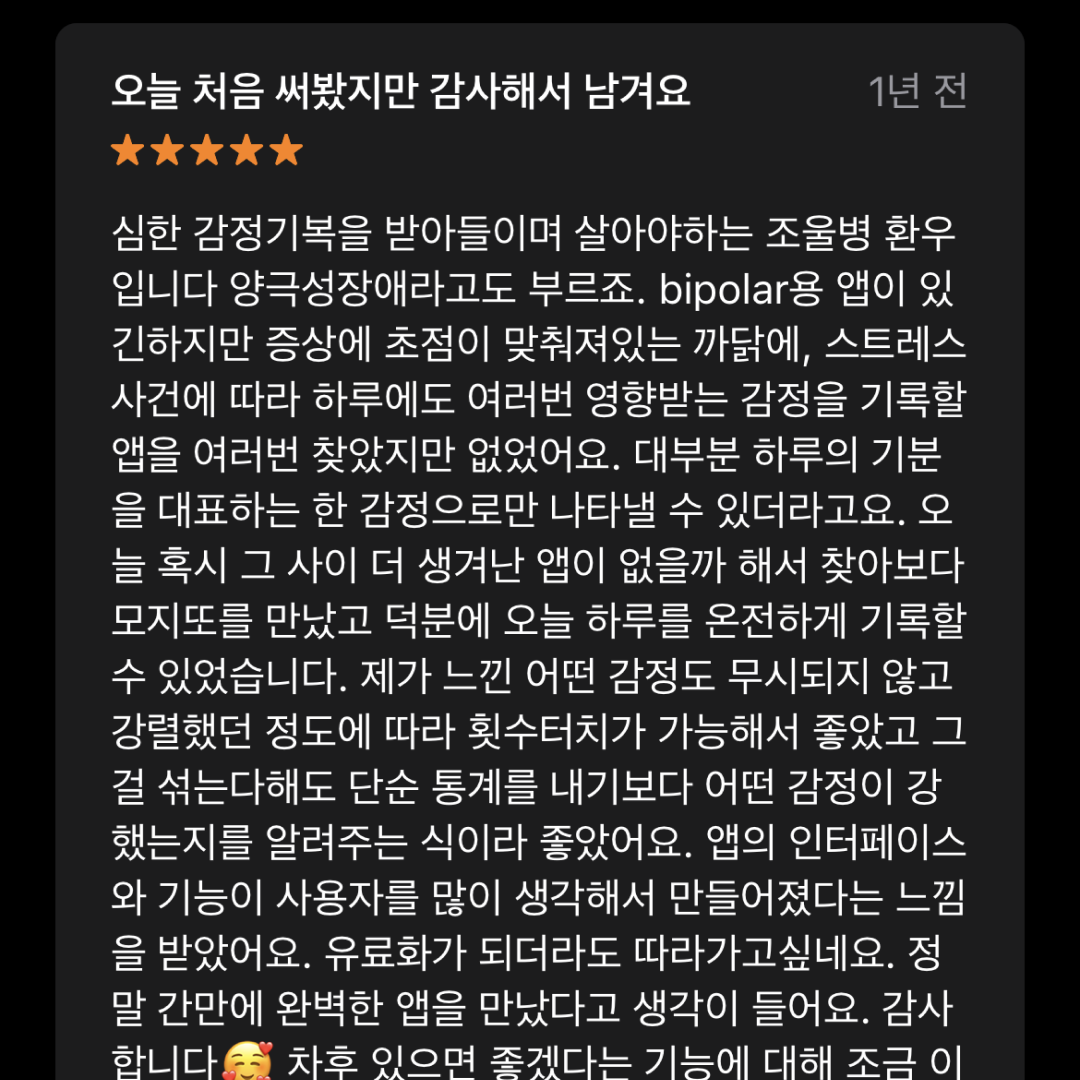 오늘 처음 써봤지만 감사해서 남겨요 1년 전
★★★★★
심한 감정기복을 받아들이며 살아야하는 조울병 환우
입니다 양극성장애라고도 부르죠. bipolar용 앱이 있
긴하지만 증상에 초점이 맞춰져있는 까닭에, 스트레스
사건에 따라 하루에도 여러번 영향받는 감정을 기록할
앱을 여러번 찾았지만 없었어요. 대부분 하루의 기분
을 대표하는 한 감정으로만 나타낼 수 있더라고요. 오
늘 혹시 그 사이 더 생겨난 앱이 없을까 해서 찾아보다
모지또를 만났고 덕분에 오늘 하루를 온전하게 기록할
수 있었습니다. 제가 느낀 어떤 감정도 무시되지 않고
강렬했던 정도에 따라 횟수터치가 가능해서 좋았고 그
걸 섞는다해도 단순 통계를 내기보다 어떤 감정이 강
했는지를 알려주는 식이라 좋았어요. 앱의 인터페이스
와 기능이 사용자를 많이 생각해서 만들어졌다는 느낌
을 받았어요. 유료화가 되더라도 따라가고싶네요. 정
말 간만에 완벽한 앱을 만났다고 생각이 들어요. 감사
합니다🥰 차후 있으면 좋겠다는 기능에 대해 조금 이